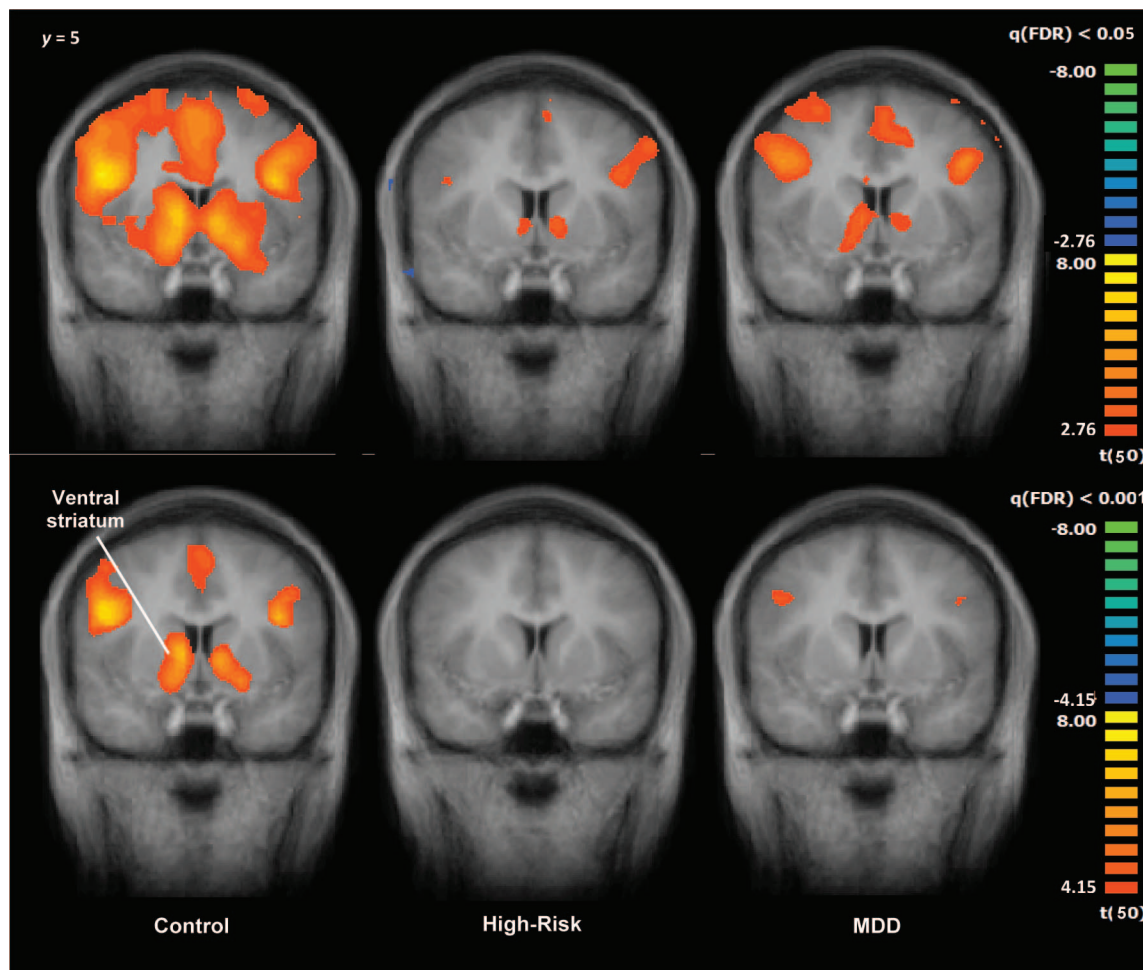 y = 5
q(FDR) < 0.05
-8.00
-2.76
8.00
2.76
t(50)
Ventral
striatum
q(FDR) < 0.001
-8.00
-4.15
8.00
4.15
t(50)
Control
High-Risk
MDD